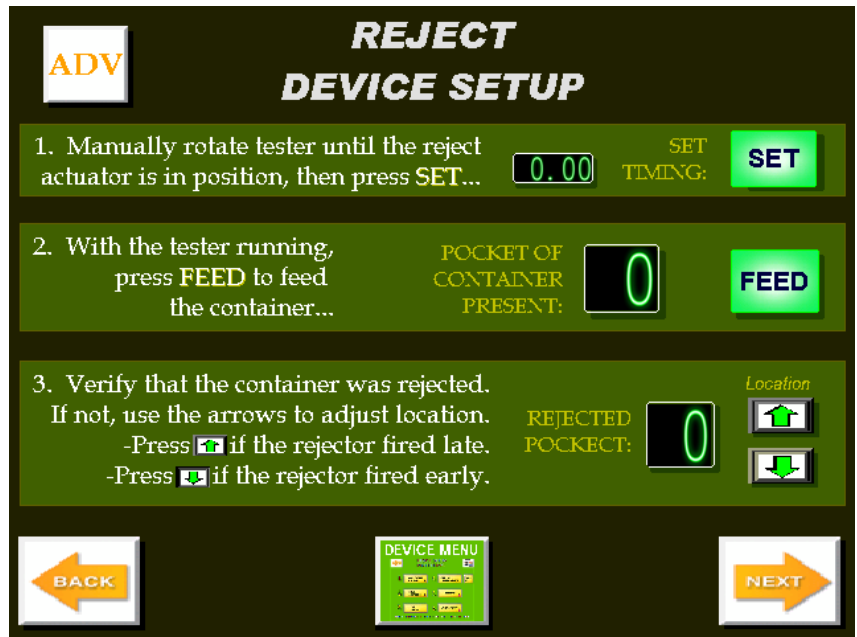 ADV
REJECT
DEVICE SETUP
1. Manually rotate tester until the reject
actuator is in position, then press SET...
0.00
SET
TIMING:
SET
2. With the tester running,
press FEED to feed
the container...
POCKET OF
CONTAINER
PRESENT:
0
FEED
3. Verify that the container was rejected.
If not, use the arrows to adjust location.
-Press if the rejector fired late.
-Press if the rejector fired early.
REJECTED
POCKECT:
0
Location
BACK
DEVICE MENU
NEXT